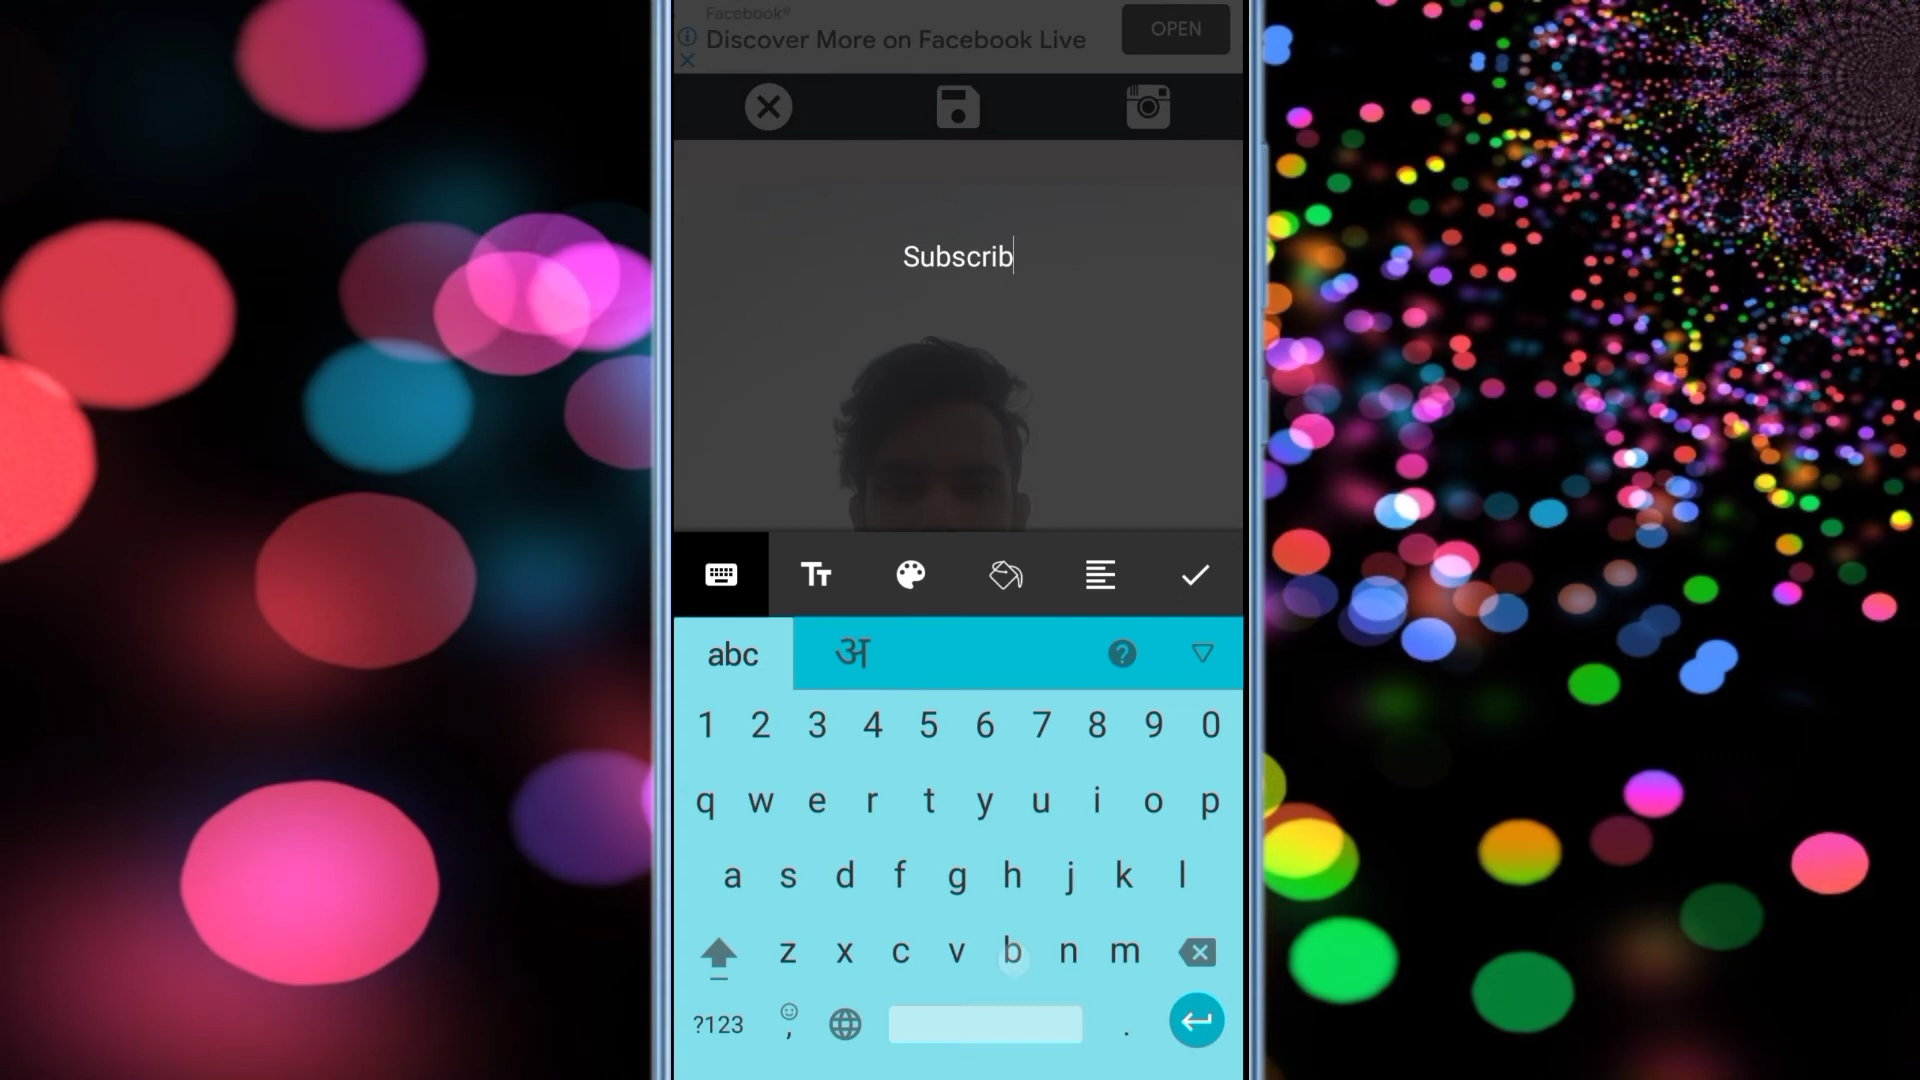 Facebook®
Discover More on Facebook Live
OPEN
Subscrib
abc अ
1 2 3 4 5 6 7 8 9 0
q w e r t y u i o p
a s d f g h j k l
z x c v b n m
?123 , .